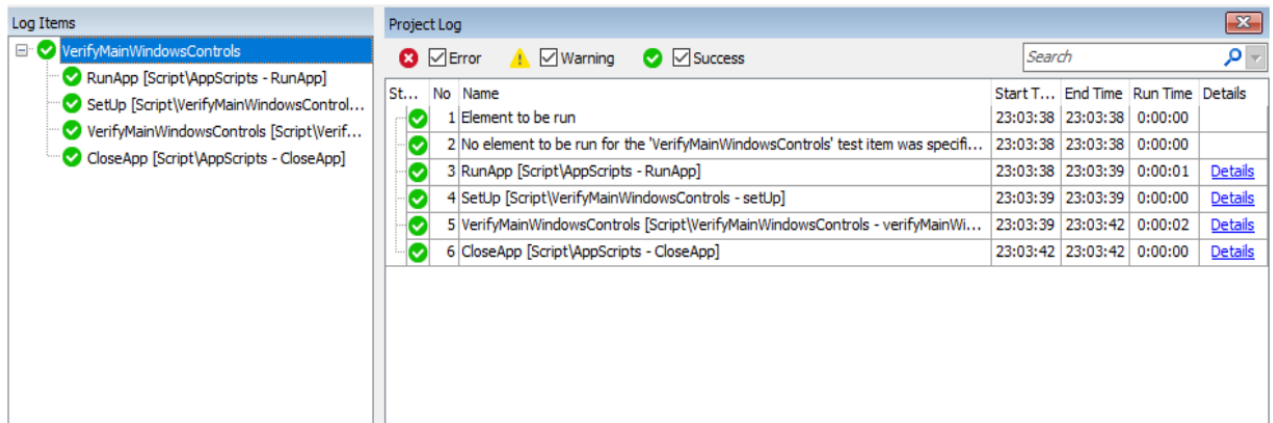 Log Items
VerifyMainWindowsControls
RunApp [Script\AppScripts - RunApp]
SetUp [Script\VerifyMainWindowsControl...
VerifyMainWindowsControls [Script\Verif...
CloseApp [Script\AppScripts - CloseApp]
Project Log
Error Warning Success Search
St... No Name Start T... End Time Run Time Details
1 Element to be run 23:03:38 23:03:38 0:00:00
2 No element to be run for the 'VerifyMainWindowsControls' test item was specifi... 23:03:38 23:03:38 0:00:00
3 RunApp [Script\AppScripts - RunApp] 23:03:38 23:03:39 0:00:01 Details
4 SetUp [Script\VerifyMainWindowsControls - setUp] 23:03:39 23:03:39 0:00:00 Details
5 VerifyMainWindowsControls [Script\VerifyMainWindowsControls - verifyMainWi... 23:03:39 23:03:42 0:00:02 Details
6 CloseApp [Script\AppScripts - CloseApp] 23:03:42 23:03:42 0:00:00 Details